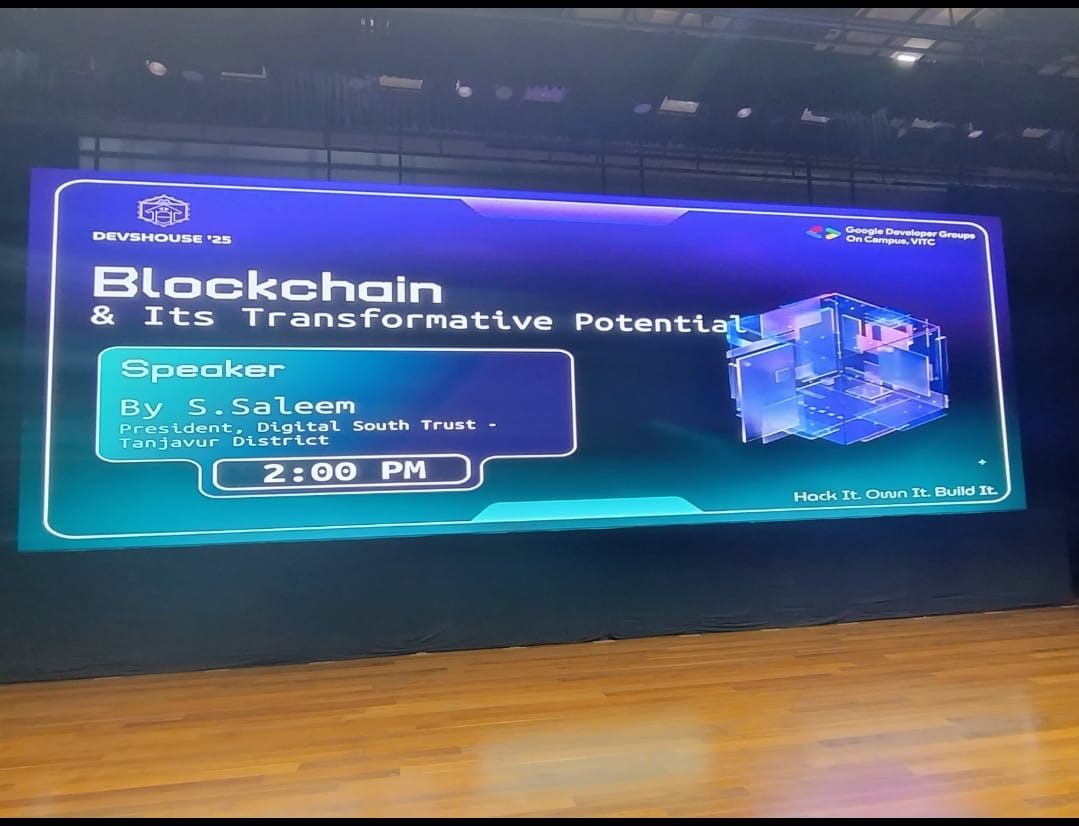 DEVSHOUSE '25
Google Developer Groups
On Campus, VITC
Blockchain
& Its Transformative Potential
Speaker
By S.Saleem
President, Digital South Trust -
Tanjavur District
2:00 PM
Hack It. Own It. Build It.